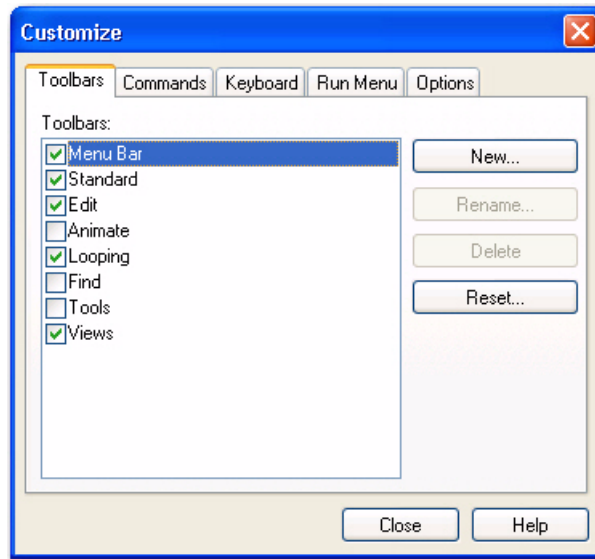 Customize
Toolbars Commands Keyboard Run Menu Options
Toolbars:
Menu Bar
Standard
Edit
Animate
Looping
Find
Tools
Views
New...
Rename...
Delete
Reset...
Close Help